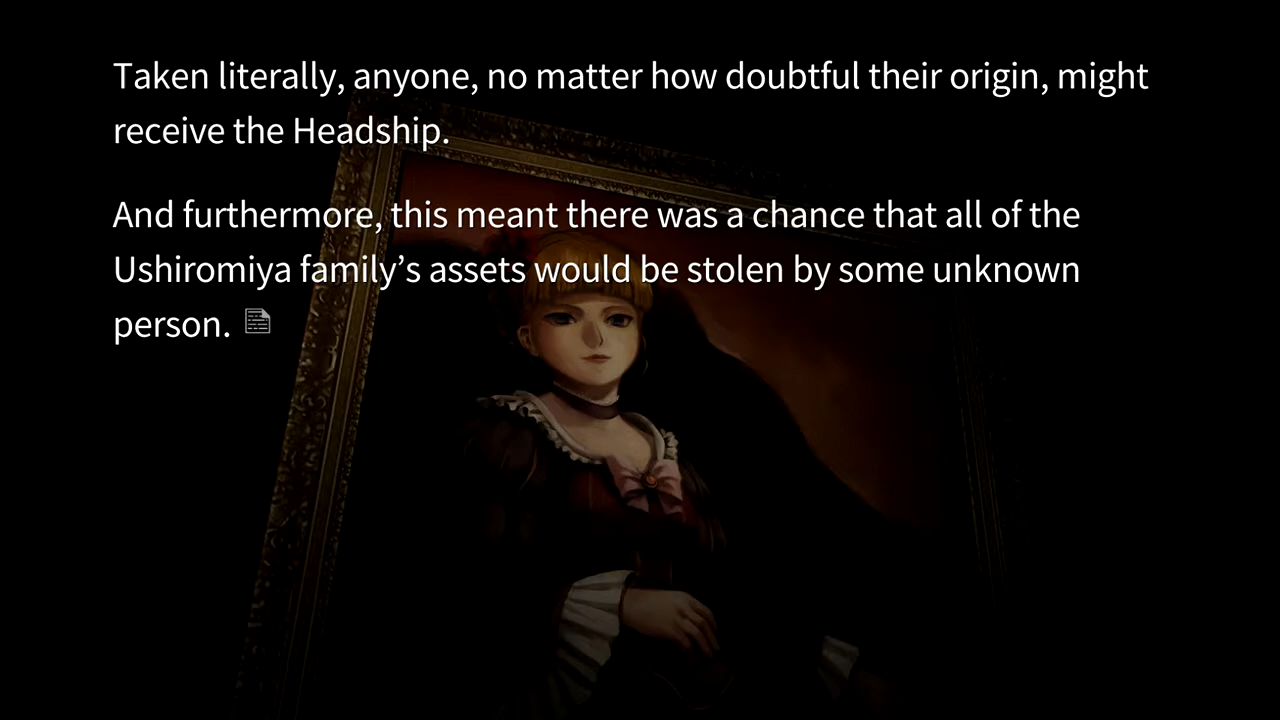 Taken literally, anyone, no matter how doubtful their origin, might
receive the Headship.
And furthermore, this meant there was a chance that all of the
Ushiromiya family’s assets would be stolen by some unknown
person.